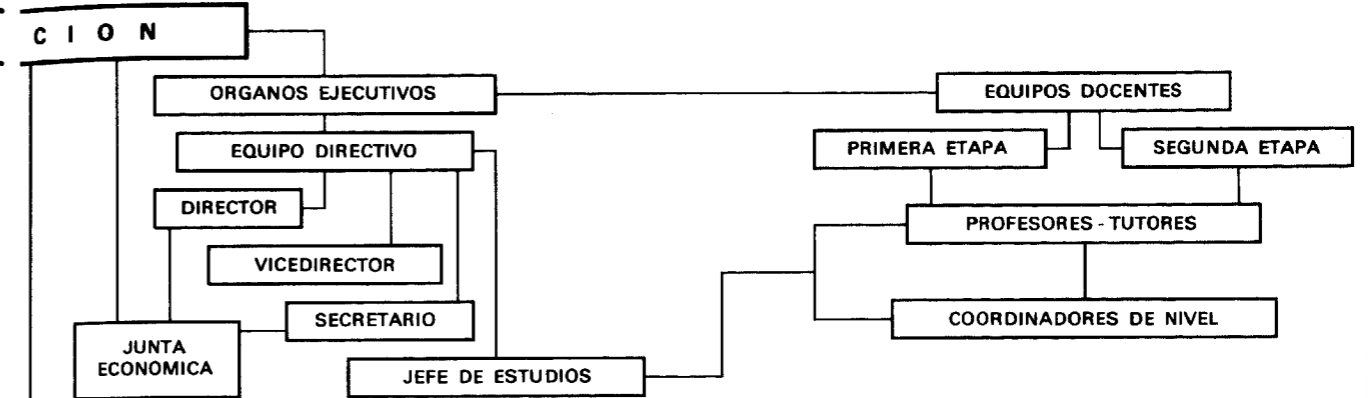 C I O N
ORGANOS EJECUTIVOS
EQUIPOS DOCENTES
EQUIPO DIRECTIVO
PRIMERA ETAPA
SEGUNDA ETAPA
DIRECTOR
PROFESORES - TUTORES
VICEDIRECTOR
SECRETARIO
COORDINADORES DE NIVEL
JUNTA
ECONOMICA
JEFE DE ESTUDIOS